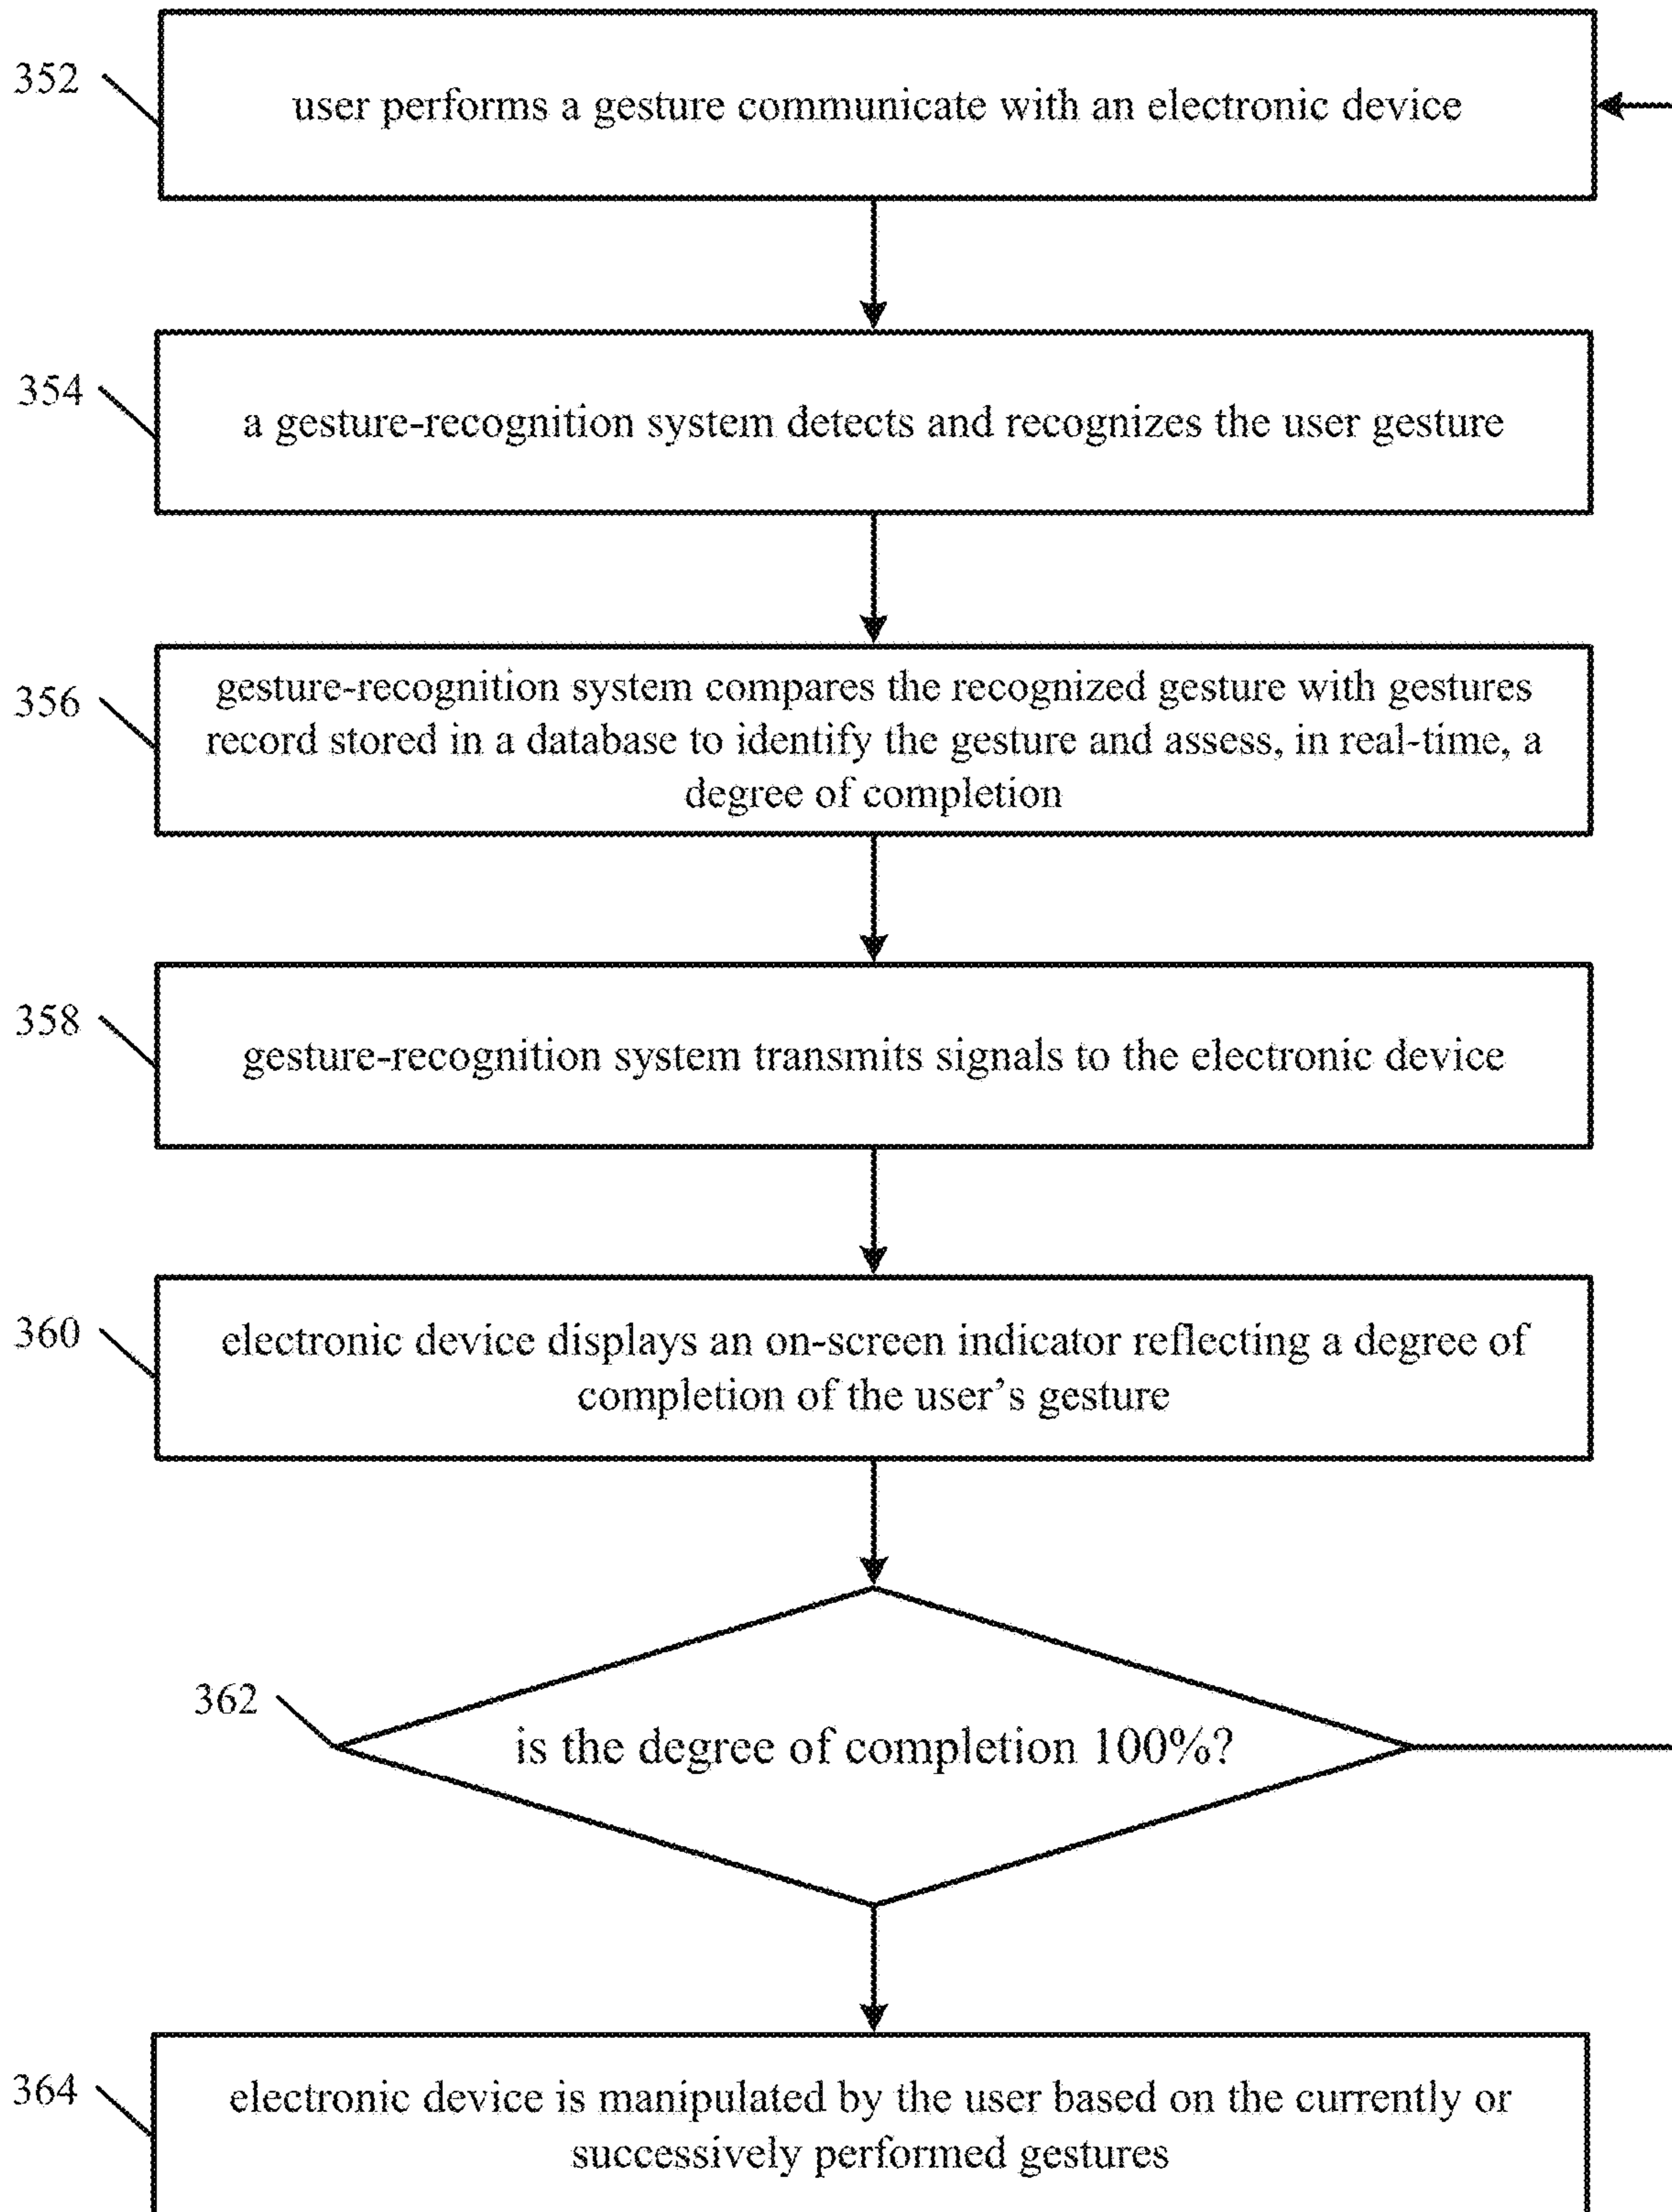 352
user performs a gesture communicate with an electronic device
354
a gesture-recognition system detects and recognizes the user gesture
356
gesture-recognition system compares the recognized gesture with gestures
record stored in a database to identify the gesture and assess, in real-time, a
degree of completion
358
gesture-recognition system transmits signals to the electronic device
360
electronic device displays an on-screen indicator reflecting a degree of
completion of the user's gesture
362
is the degree of completion 100%?
364
electronic device is manipulated by the user based on the currently or
successively performed gestures